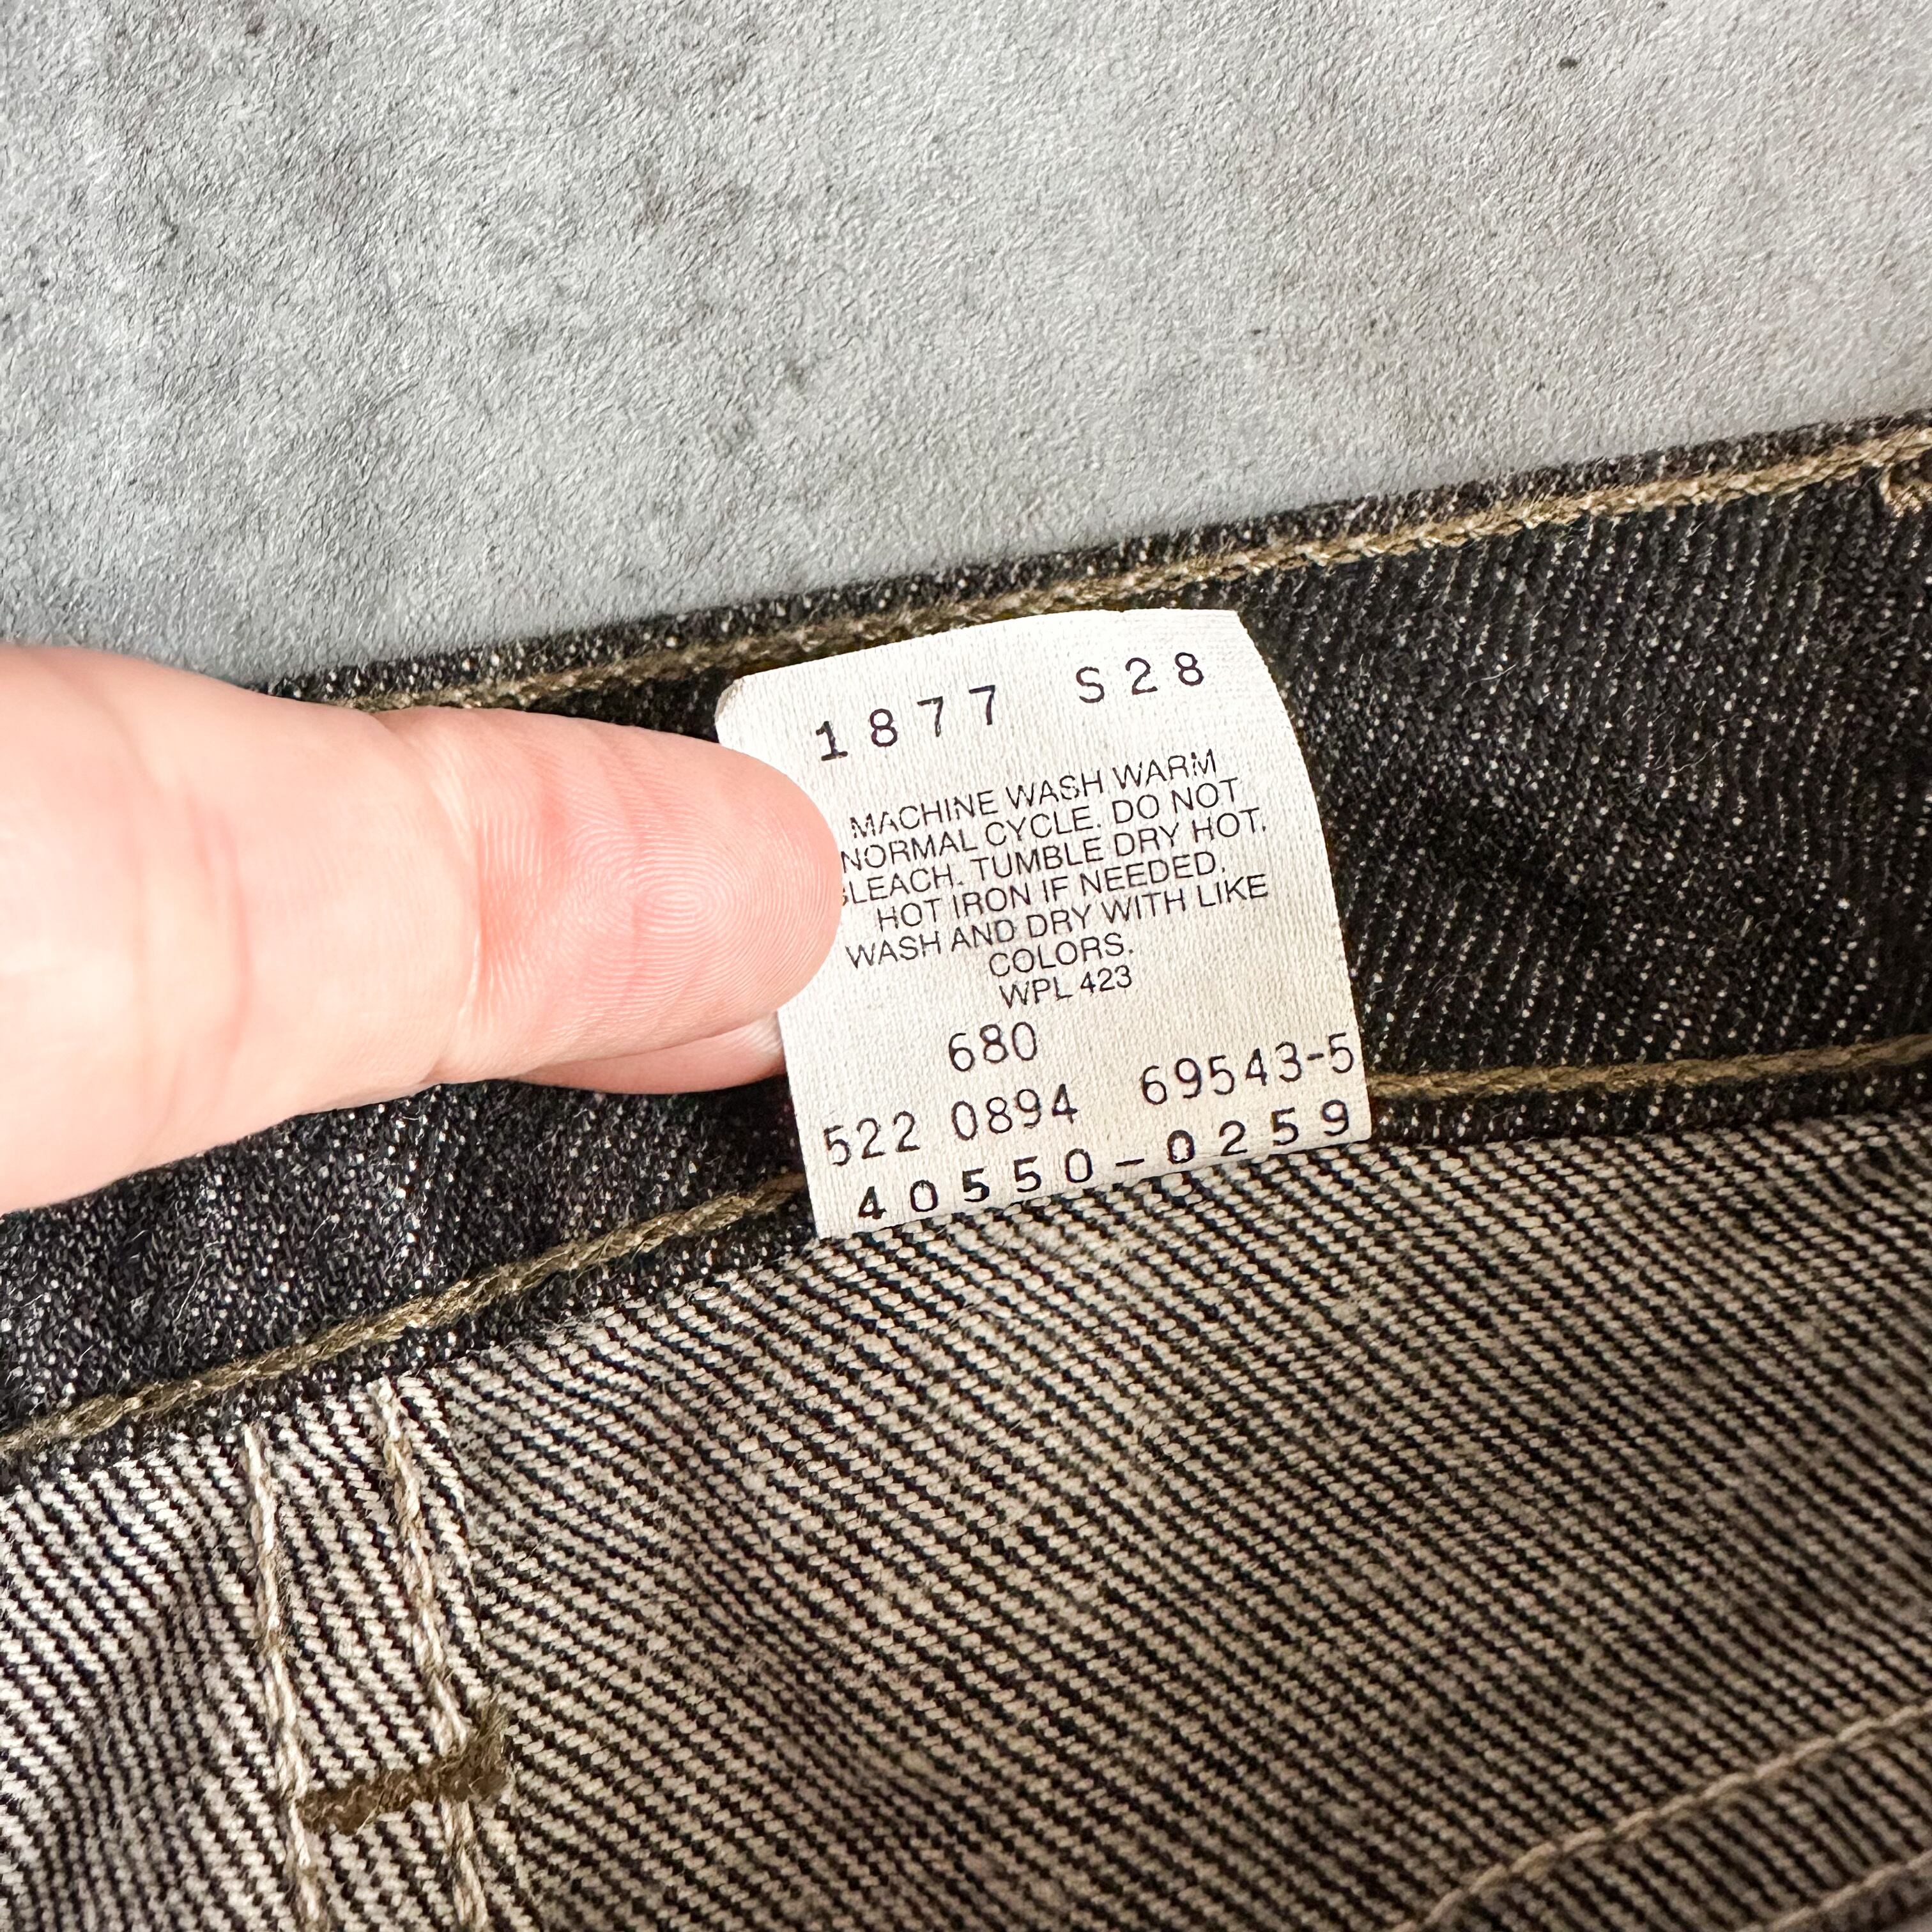 1877 S28
MACHINE WASH WARM
NORMAL CYCLE. DO NOT
LEACH. TUMBLE DRY HOT.
HOT IRON IF NEEDED.
WASH AND DRY WITH LIKE
COLORS.
WPL 423
680
522 0894 69543-5
40550-0259